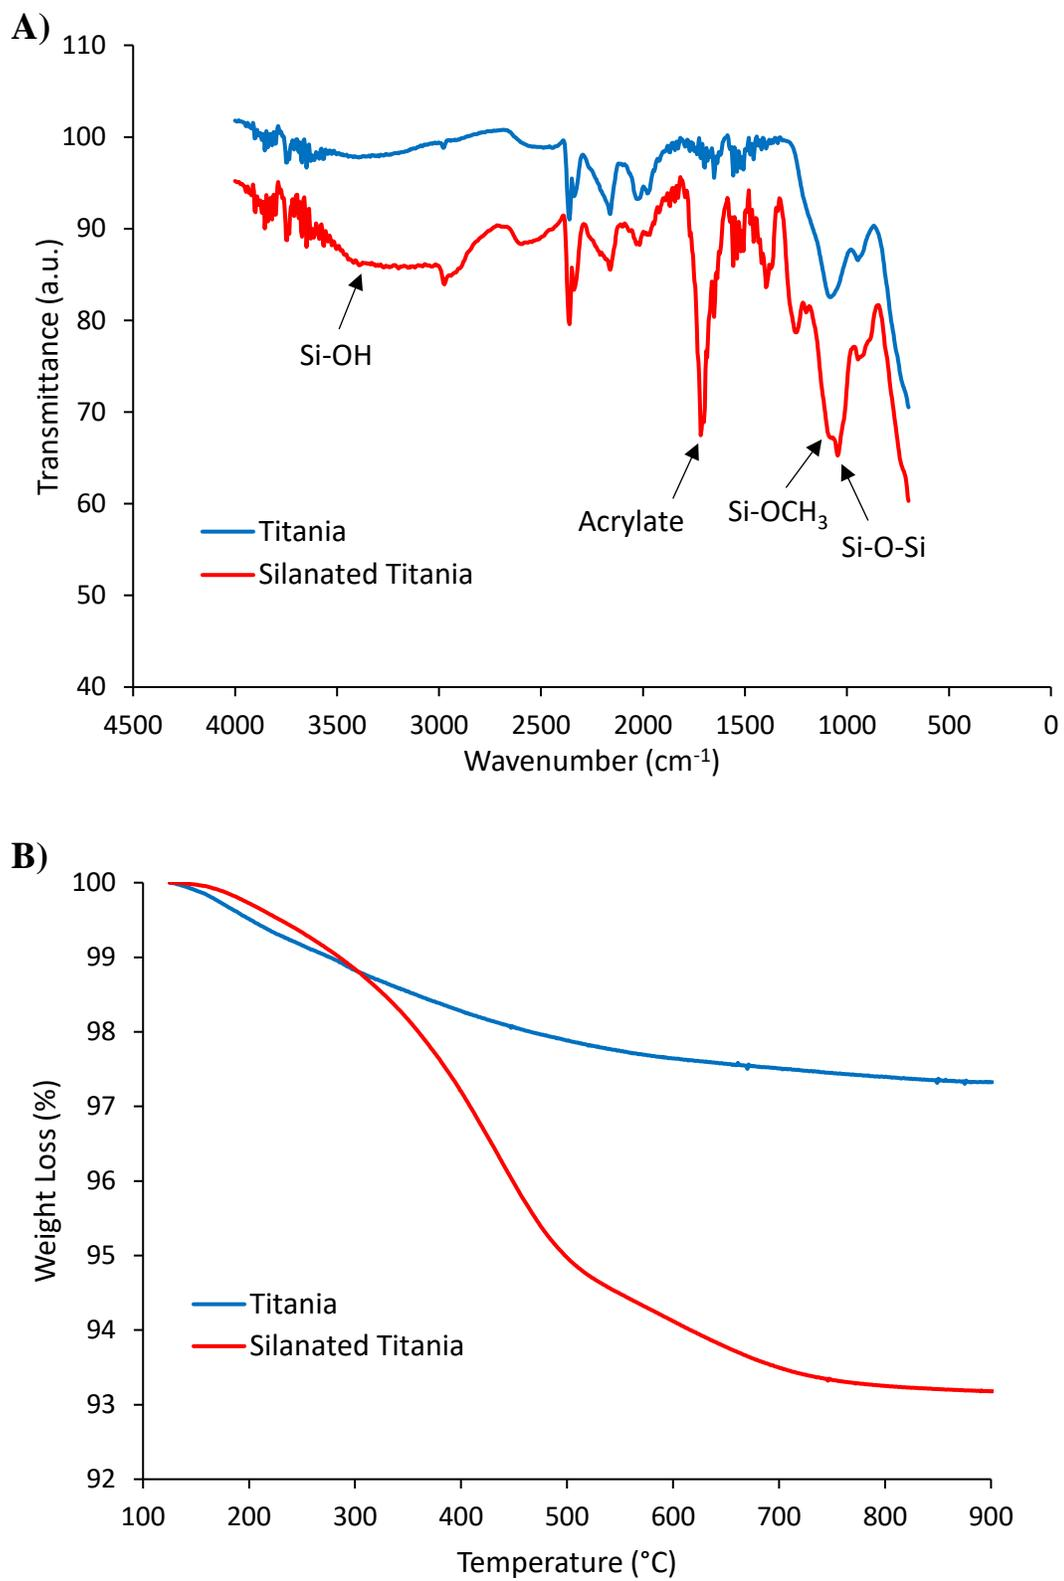 A)
110
100
90
80
70
60
50
40
Transmittance (a.u.)
Si-OH
Acrylate
Si-OCH₃
Si-O-Si
Titania
Silanated Titania
4500 4000 3500 3000 2500 2000 1500 1000 500 0
Wavenumber (cm⁻¹)
B)
100
99
98
97
96
95
94
93
92
Weight Loss (%)
Titania
Silanated Titania
100 200 300 400 500 600 700 800 900
Temperature (°C)